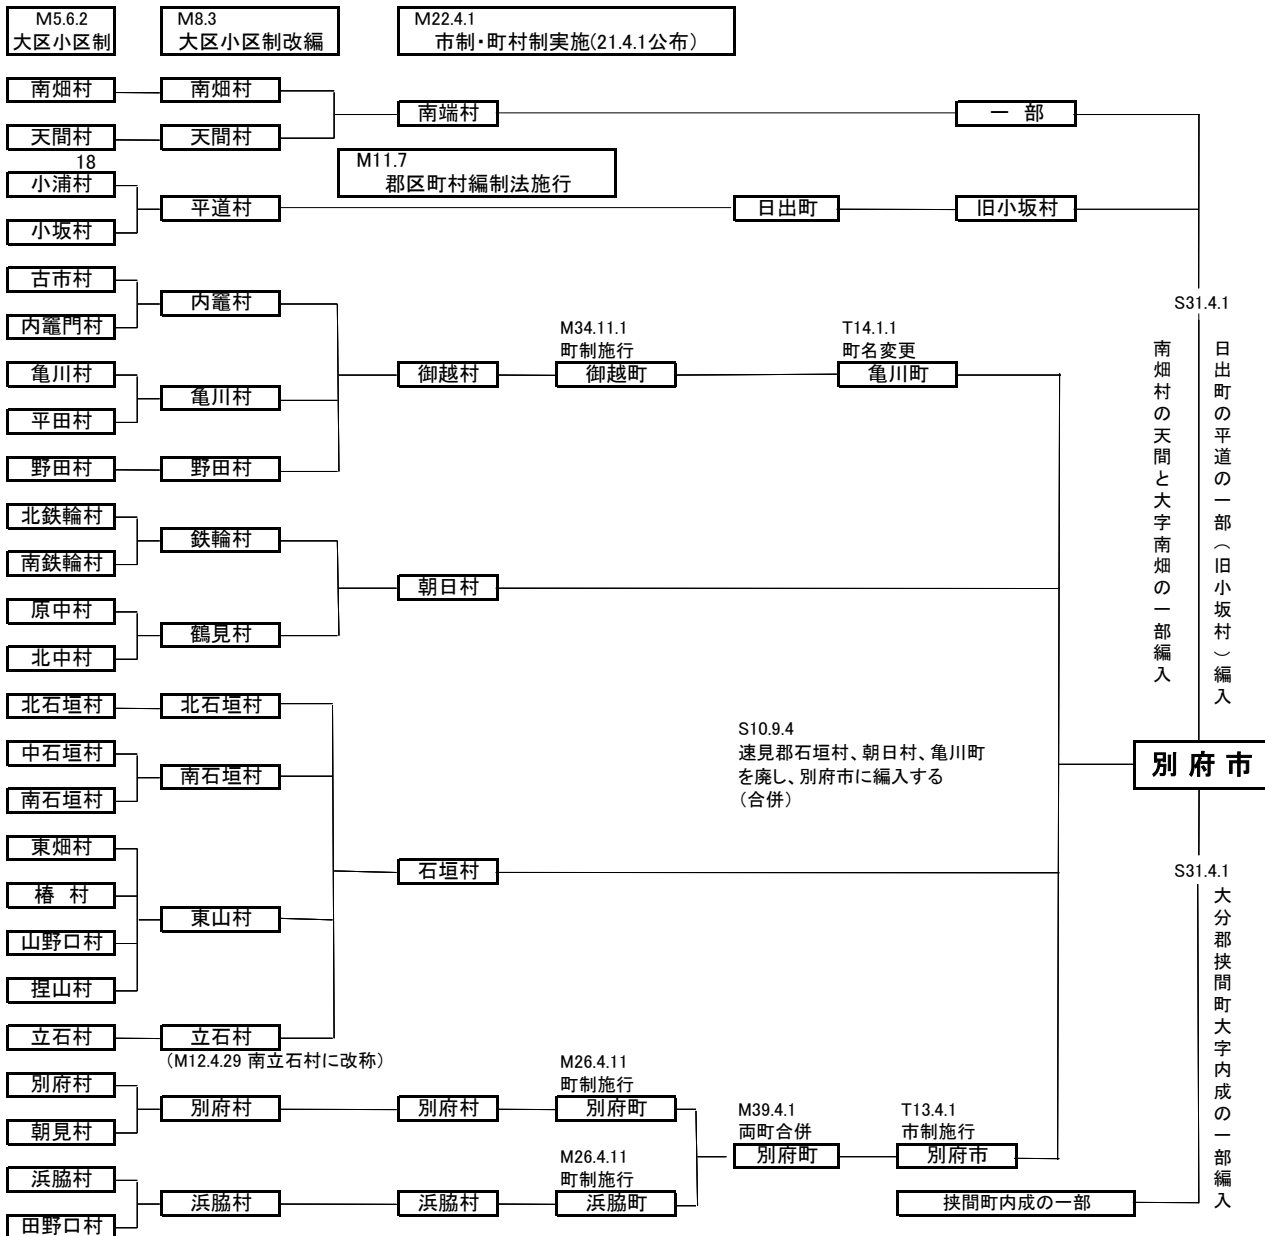 M5.6.2
大区小区制
M8.3
大区小区制改編
M22.4.1
市制・町村制実施(21.4.1公布)
南畑村
南畑村
南端村
一 部
天間村
天間村
18
小浦村
M11.7
郡区町村編制法施行
平道村
日出町
旧小坂村
小坂村
古市村
内竈村
内竈門村
S31.4.1
日出町の平道の一部(旧小坂村)編入
南畑村の天間と大字南畑の一部編入
M34.11.1
町制施行
T14.1.1
町名変更
亀川村
御越村
御越町
亀川町
亀川村
平田村
野田村
野田村
北鉄輪村
鉄輪村
南鉄輪村
朝日村
原中村
鶴見村
北中村
北石垣村
北石垣村
S10.9.4
速見郡石垣村、朝日村、亀川町
を廃し、別府市に編入する
(合併)
別 府 市
中石垣村
南石垣村
南石垣村
東畑村
石垣村
S31.4.1
大分郡挾間町大字内成の一部編入
椿 村
東山村
山野口村
捏山村
立石村
立石村
(M12.4.29 南立石村に改称)
M26.4.11
町制施行
別府村
別府村
別府村
別府町
M39.4.1
両町合併
T13.4.1
市制施行
朝見村
別府町
別府市
M26.4.11
町制施行
浜脇村
浜脇村
浜脇村
浜脇町
挟間町内成の一部
田野口村